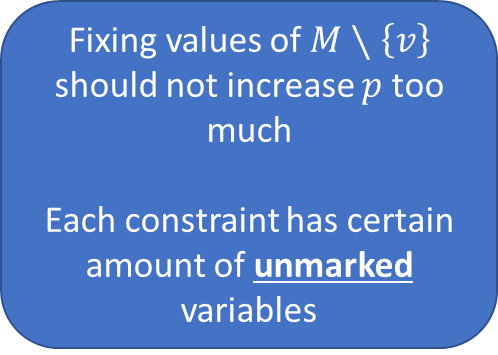 Fixing values of M \ {v}
should not increase p too
much
Each constraint has certain
amount of unmarked
variables